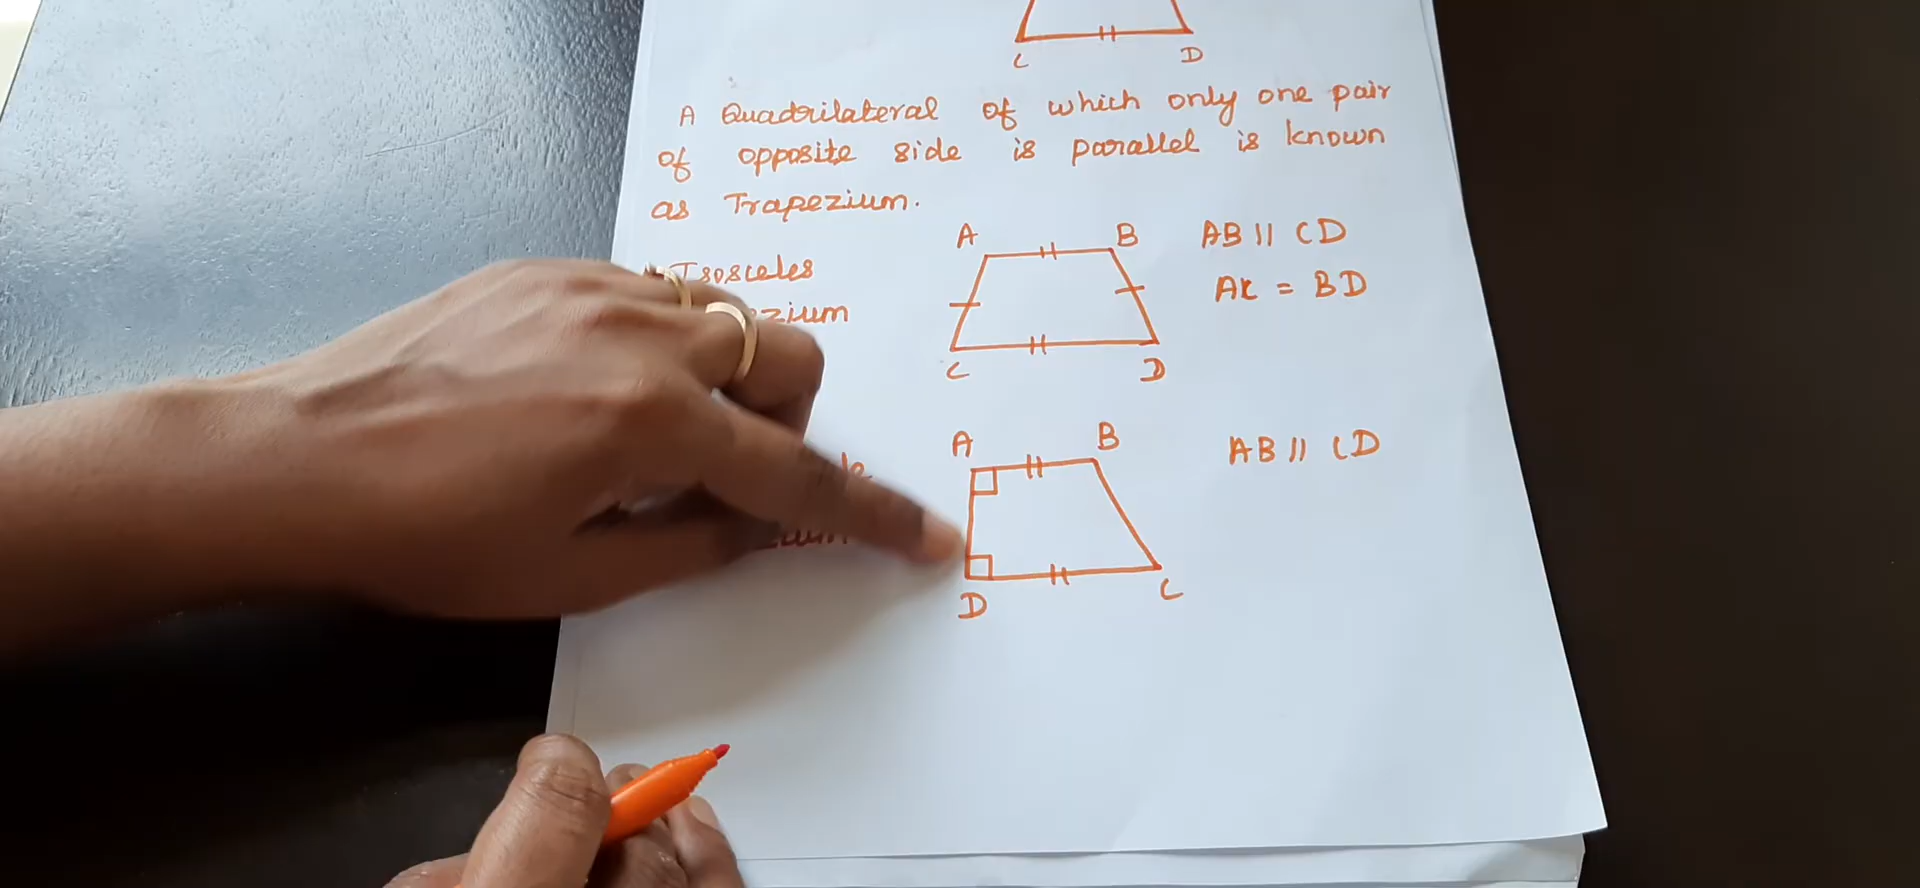 C D
A Quadrilateral of which only one pair
of opposite side is parallel is known
as Trapezium.
Isosceles
A B
AB || CD
AC = BD
C D
A B
AB || CD
D C